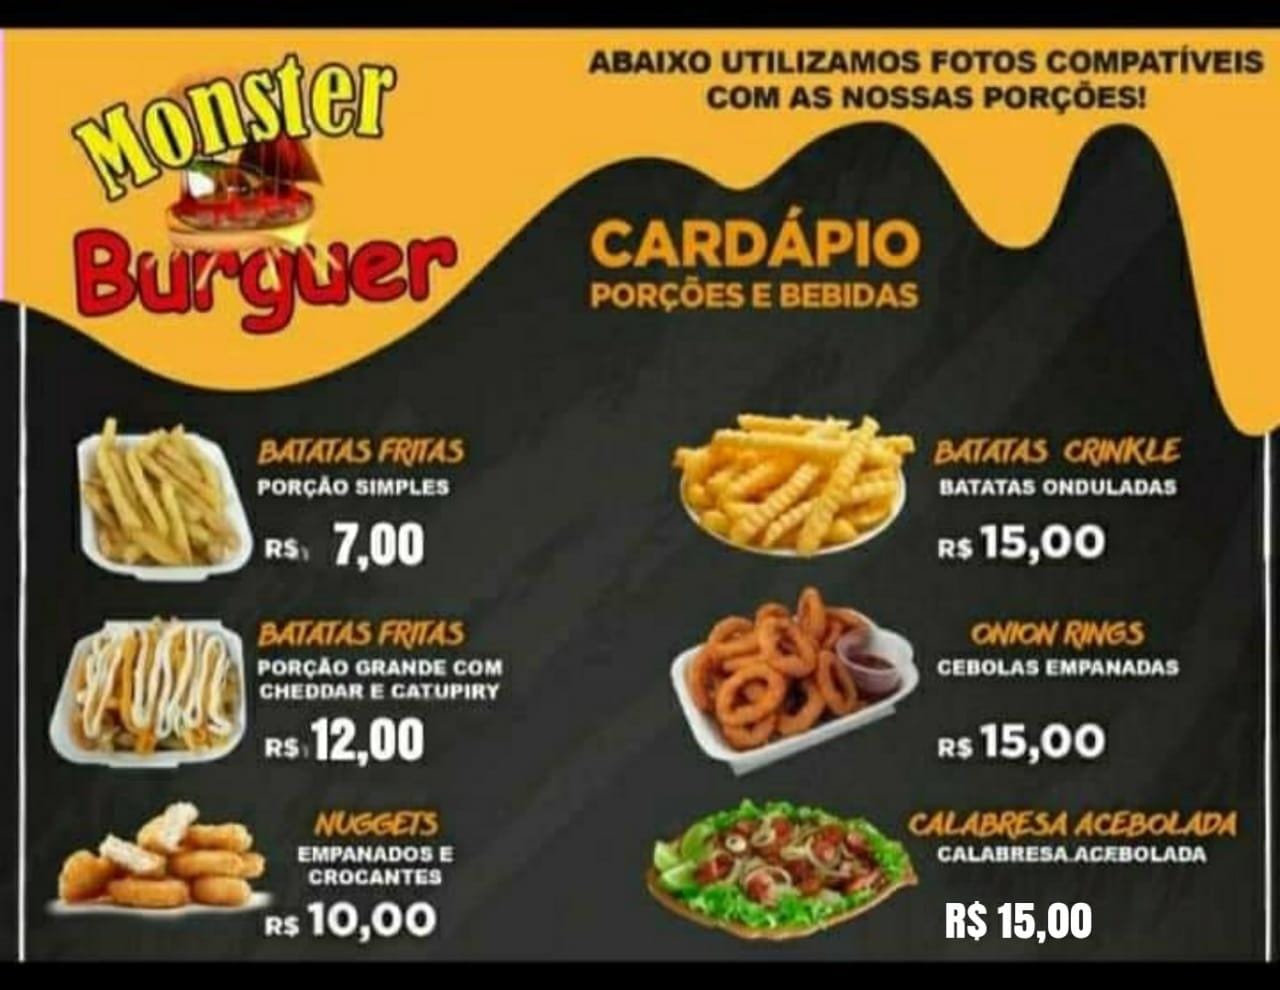 Monster
Burguer
ABAIXO UTILIZAMOS FOTOS COMPATÍVEIS
COM AS NOSSAS PORÇÕES!
CARDÁPIO
PORÇÕES E BEBIDAS
BATATAS FRITAS
PORÇÃO SIMPLES
R$ 7,00
BATATAS FRITAS
PORÇÃO GRANDE COM
CHEDDAR E CATUPIRY
R$ 12,00
NUGGETS
EMPANADOS E
CROCANTES
R$ 10,00
BATATAS CRINKLE
BATATAS ONDULADAS
R$ 15,00
ONION RINGS
CEBOLAS EMPANADAS
R$ 15,00
CALABRESA ACEBOLADA
CALABRESA ACEBOLADA
R$ 15,00